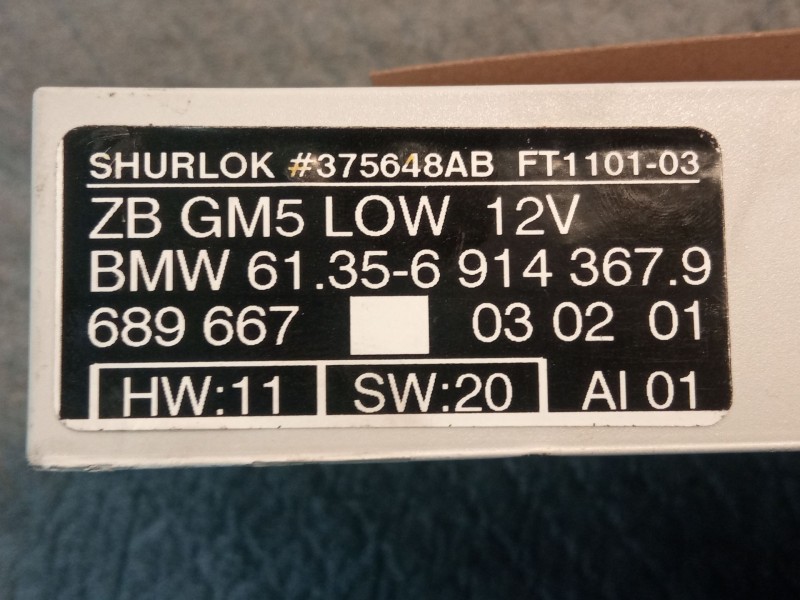 SHURLOK #375648AB FT1101-03
ZB GM5 LOW 12V
BMW 61.35-6 914 367.9
689 667 03 02 01
HW:11 SW:20 AI 01